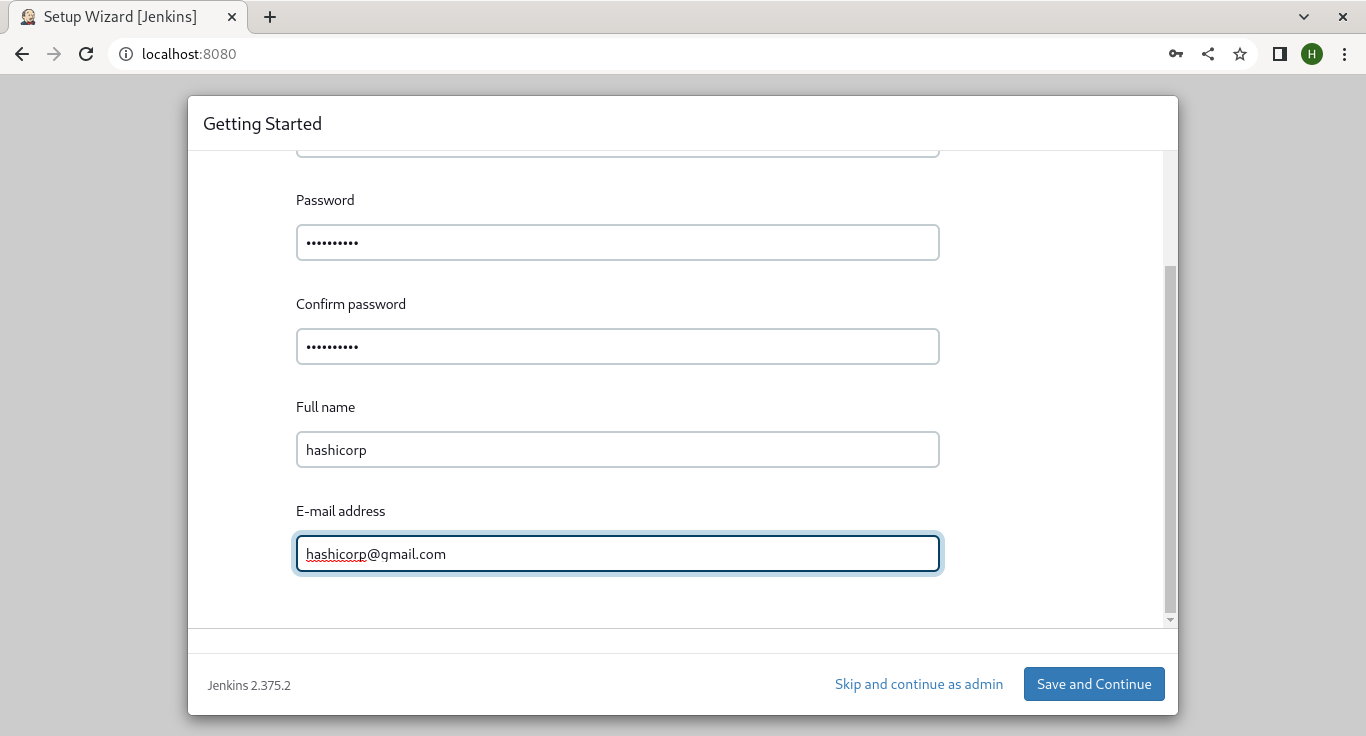 Setup Wizard [Jenkins]
localhost:8080
H
Getting Started
Password
••••••••••
Confirm password
••••••••••
Full name
hashicorp
E-mail address
hashicorp@gmail.com
Jenkins 2.375.2
Skip and continue as admin
Save and Continue